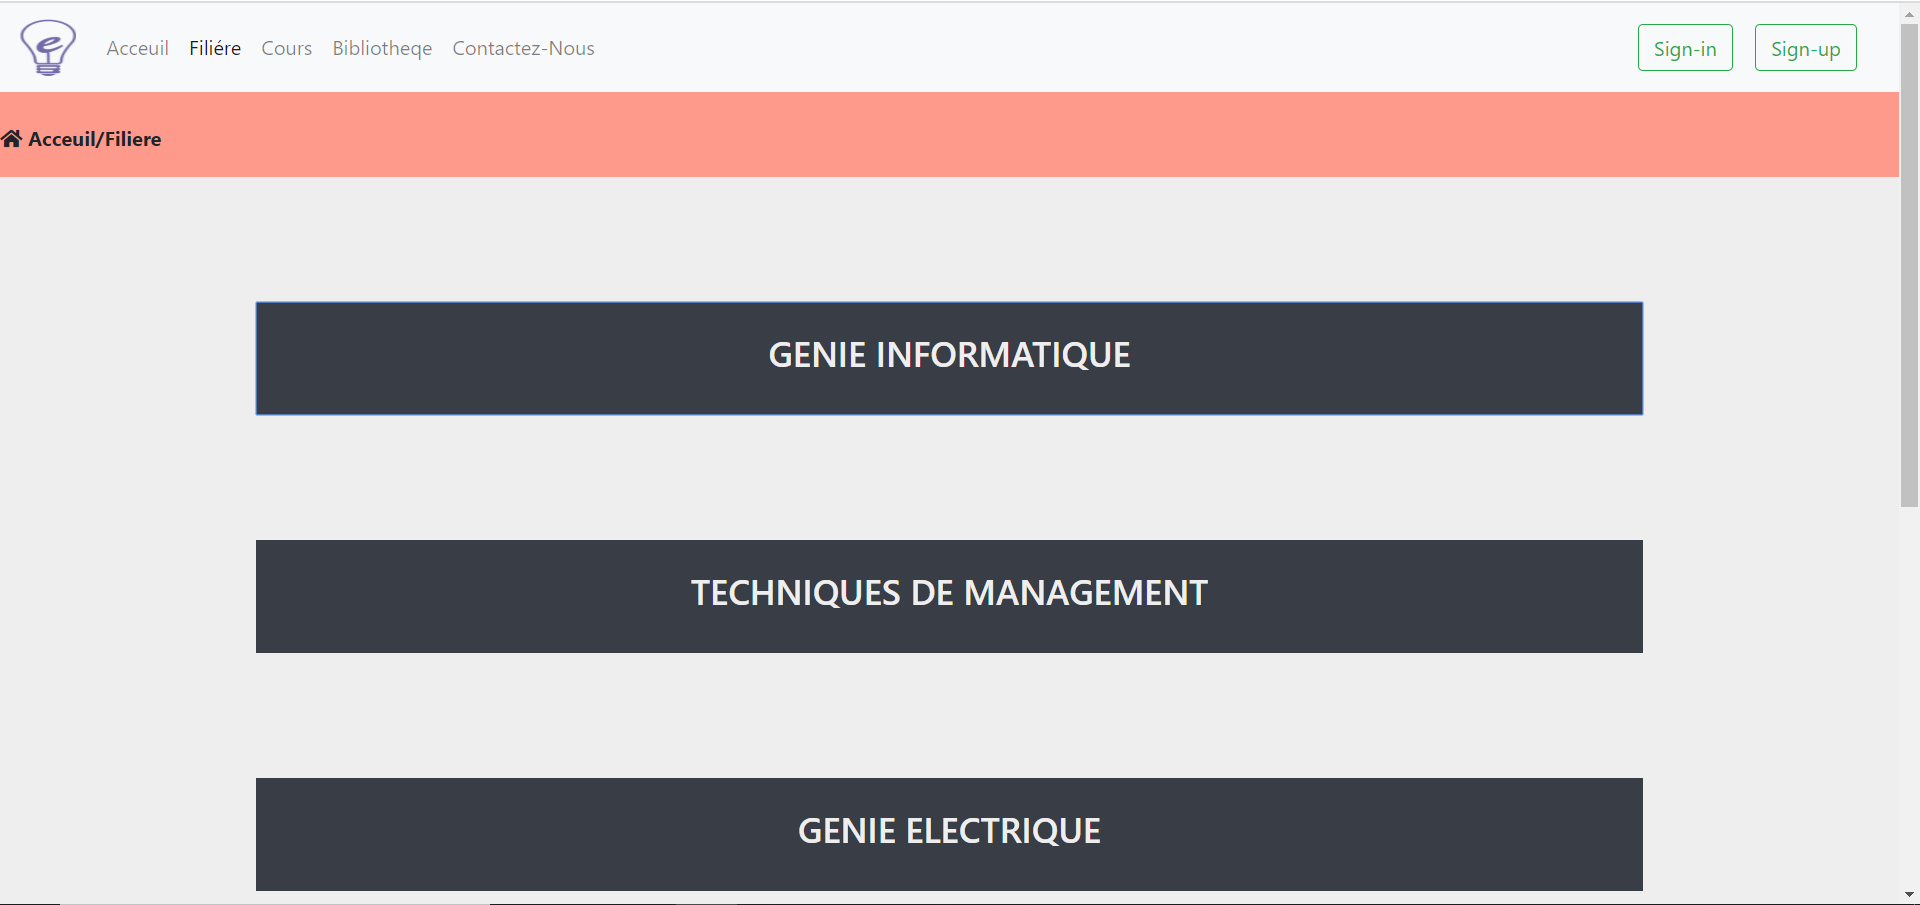 Acceuil Filiére Cours Bibliotheqe Contactez-Nous Sign-in Sign-up
Acceuil/Filiere
GENIE INFORMATIQUE
TECHNIQUES DE MANAGEMENT
GENIE ELECTRIQUE